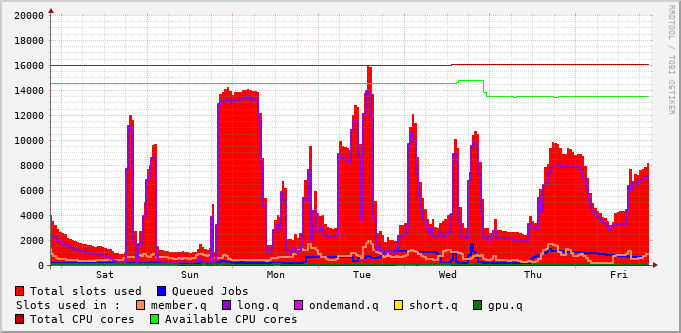 20000
18000
16000
14000
12000
10000
8000
6000
4000
2000
0
Sat Sun Mon Tue Wed Thu Fri
RRDTOOL / TOBI OETIKER
Total slots used Queued Jobs
Slots used in : member.q long.q ondemand.q short.q gpu.q
Total CPU cores Available CPU cores